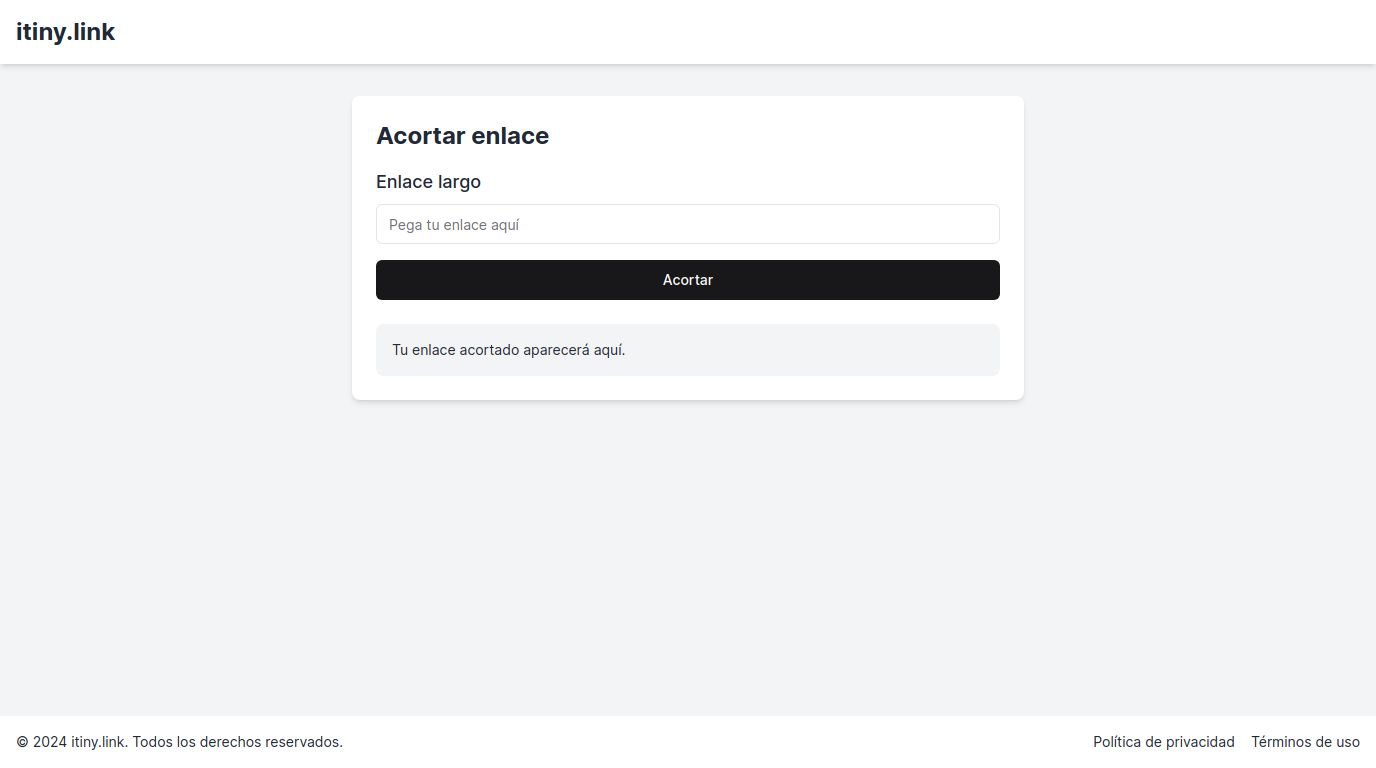 itiny.link
Acortar enlace
Enlace largo
Pega tu enlace aquí
Acortar
Tu enlace acortado aparecerá aquí.
© 2024 itiny.link. Todos los derechos reservados.
Política de privacidad
Términos de uso